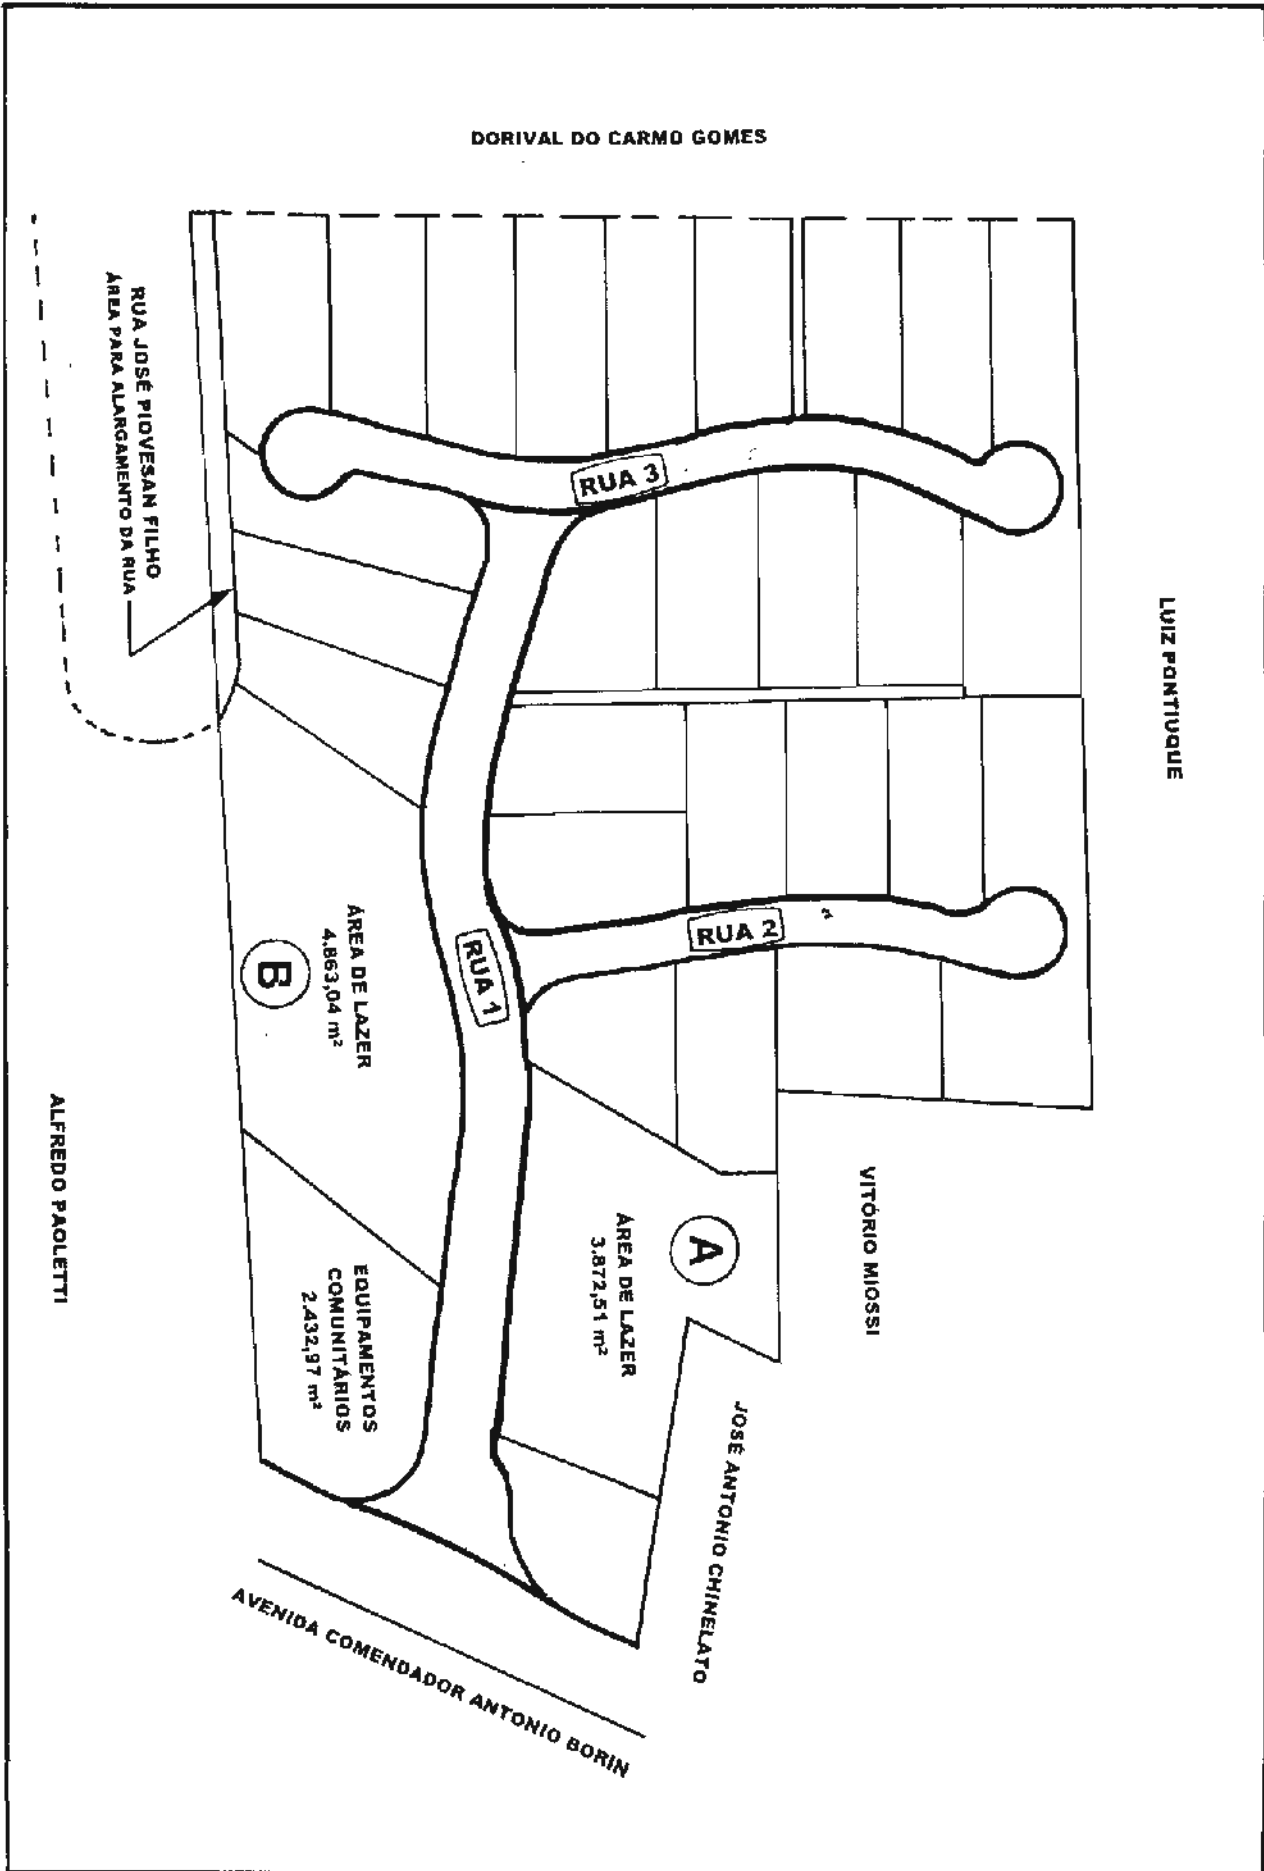 DORIVAL DO CARMO GOMES
RUA JOSÉ PIOVESAN FILHO
ÁREA PARA ALARGAMENTO DA RUA
RUA 3
LUIZ PONTIUQUE
RUA 2
RUA 1
ÁREA DE LAZER
4.863,04 m²
B
ALFREDO PAOLETTI
VITÓRIO MIOSSI
A
ÁREA DE LAZER
3.872,51 m²
EQUIPAMENTOS
COMUNITÁRIOS
2.432,97 m²
JOSÉ ANTONIO CHINELATO
AVENIDA COMENDADOR ANTONIO BORIN